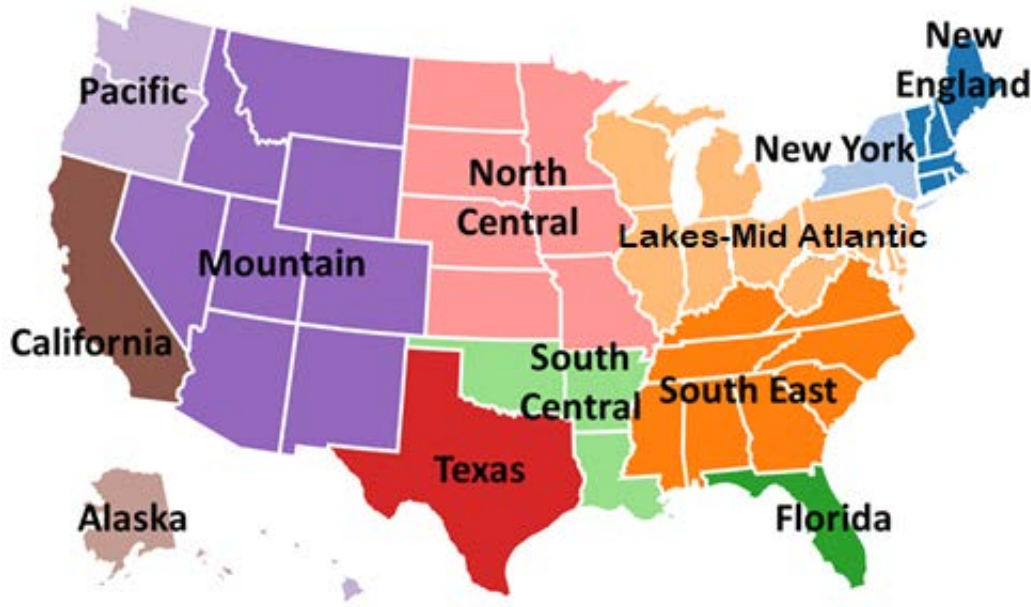 New
England
Pacific
New York
North
Central
Lakes-Mid Atlantic
Mountain
California
South
Central
South East
Texas
Alaska
Florida